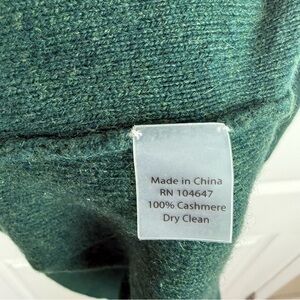 Made in China
RN 104647
100% Cashmere
Dry Clean